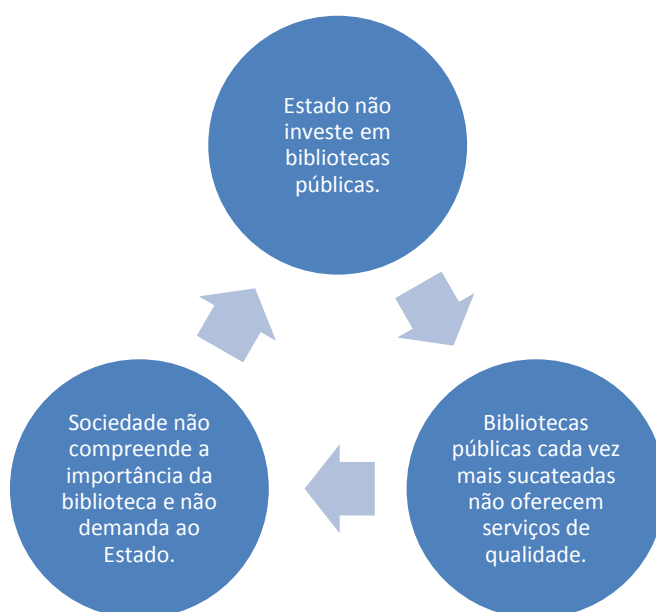 Estado não
investe em
bibliotecas
públicas.
Bibliotecas
públicas cada vez
mais sucateadas
não oferecem
serviços de
qualidade.
Sociedade não
compreende a
importância da
biblioteca e não
demanda ao
Estado.